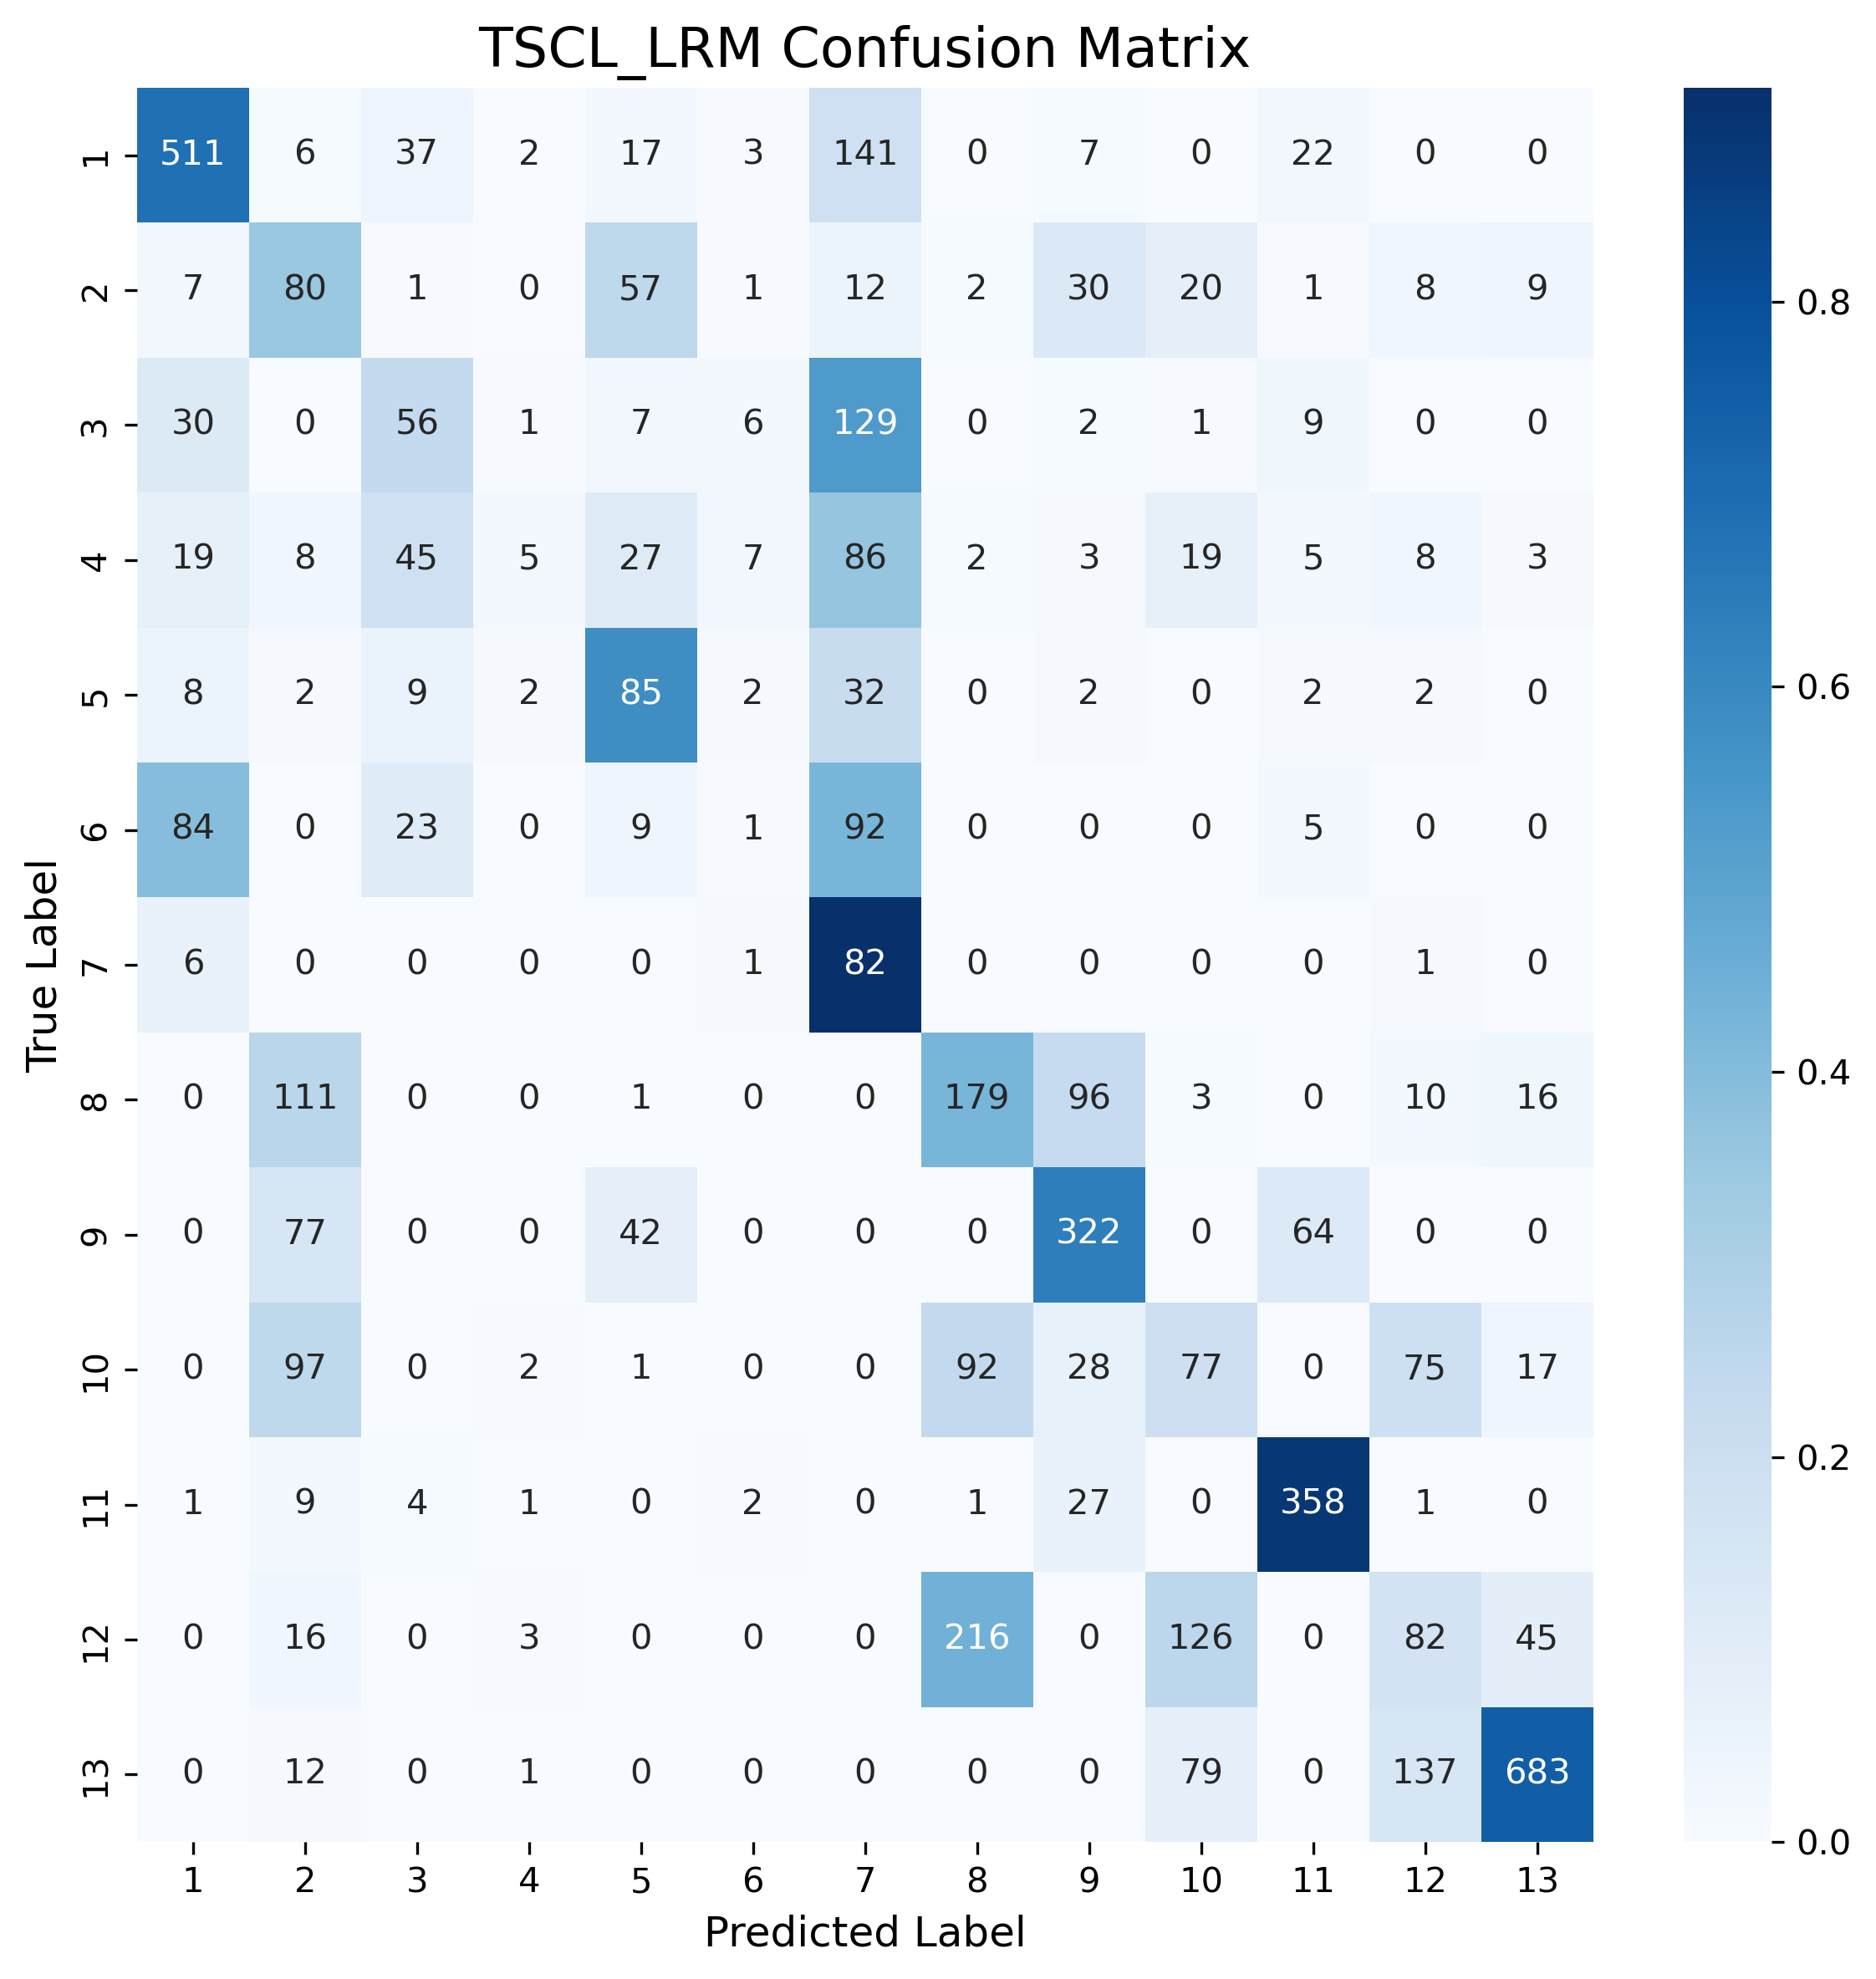 TSCL_LRM Confusion Matrix
1 511 6 37 2 17 3 141 0 7 0 22 0 0
2 7 80 1 0 57 1 12 2 30 20 1 8 9
0.8
3 30 0 56 1 7 6 129 0 2 1 9 0 0
4 19 8 45 5 27 7 86 2 3 19 5 8 3
5 8 2 9 2 85 2 32 0 2 0 2 2 0
0.6
6 84 0 23 0 9 1 92 0 0 0 5 0 0
True Label
7 6 0 0 0 0 1 82 0 0 0 0 1 0
8 0 111 0 0 1 0 0 179 96 3 0 10 16
0.4
9 0 77 0 0 42 0 0 0 322 0 64 0 0
10 0 97 0 2 1 0 0 92 28 77 0 75 17
0.2
11 1 9 4 1 0 2 0 1 27 0 358 1 0
12 0 16 0 3 0 0 0 216 0 126 0 82 45
13 0 12 0 1 0 0 0 0 0 79 0 137 683
0.0
1 2 3 4 5 6 7 8 9 10 11 12 13
Predicted Label